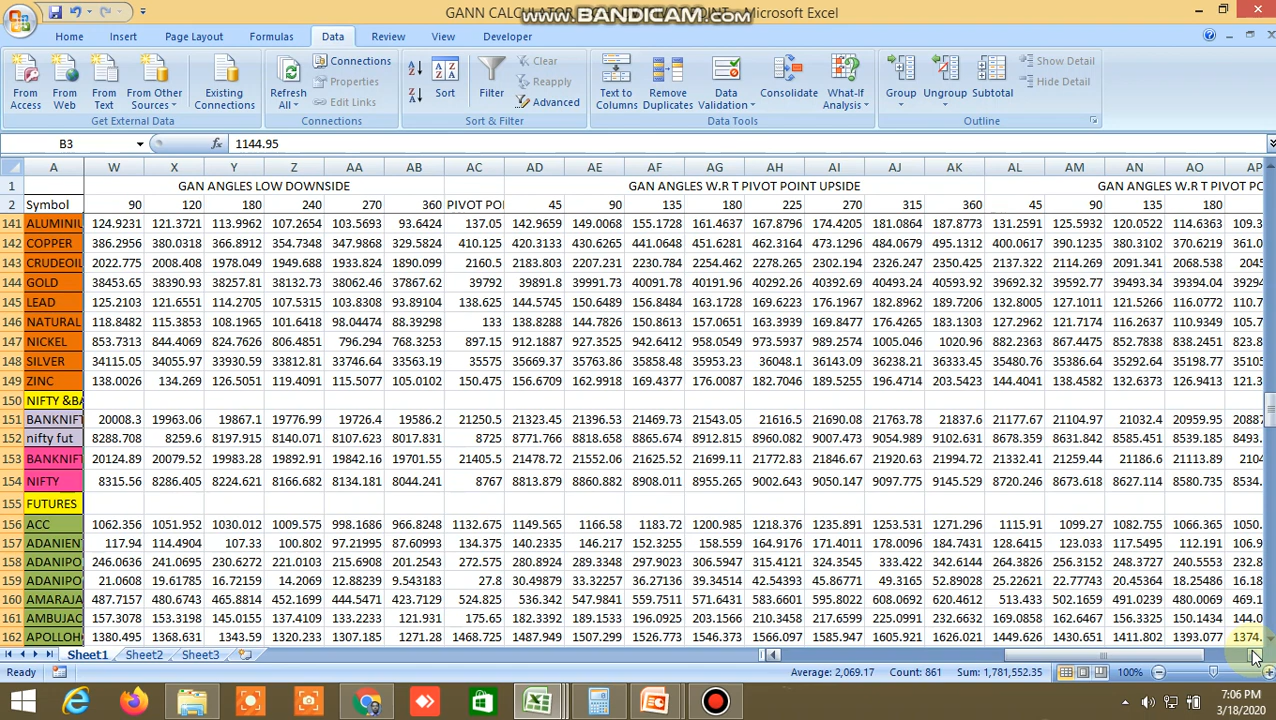 GANN CALCULATOR
www.BANDICAM.com
- Microsoft Excel
Home Insert Page Layout Formulas Data Review View Developer
From Access From Web From Text From Other Sources Existing Connections Refresh All Connections Properties Edit Links Sort Filter Clear Reapply Advanced Text to Columns Remove Duplicates Data Validation Consolidate What-If Analysis Group Ungroup Subtotal Show Detail Hide Detail
Get External Data Connections Sort & Filter Data Tools Outline
B3 fx 1144.95
A W X Y Z AA AB AC AD AE AF AG AH AI AJ AK AL AM AN AO AP
1 GAN ANGLES LOW DOWNSIDE GAN ANGLES W.R T PIVOT POINT UPSIDE GAN ANGLES W.R T PIVOT PO
2 Symbol 90 120 180 240 270 360 PIVOT POI 45 90 135 180 225 270 315 360 45 90 135 180
141 ALUMINIU 124.9231 121.3721 113.9962 107.2654 103.5693 93.6424 137.05 142.9659 149.0068 155.1728 161.4638 167.8796 174.4205 181.0864 187.8773 131.2591 125.5932 120.0522 114.6363 109.3
142 COPPER 386.2956 380.0318 366.8912 354.7348 347.9868 329.5824 410.125 420.3133 430.6265 441.0648 451.6281 462.3164 473.1296 484.0679 495.1312 400.0617 390.1235 380.3102 370.6219 361.0
143 CRUDEOIL 2022.775 2008.408 1978.049 1949.688 1933.824 1890.099 2160.5 2183.803 2207.231 2230.784 2254.462 2278.265 2302.194 2326.247 2350.425 2137.322 2114.269 2091.341 2068.538 2045
144 GOLD 38453.65 38390.93 38257.81 38132.73 38062.46 37867.62 39792 39891.8 39991.73 40091.78 40191.96 40292.26 40392.69 40493.24 40593.92 39692.32 39592.77 39493.34 39394.04 39294
145 LEAD 125.2103 121.6551 114.2705 107.5315 103.8308 93.89104 138.625 144.5745 150.6489 156.8484 163.1728 169.6223 176.1967 182.8962 189.7206 132.8005 127.1011 121.5266 116.0772 110.7
146 NATURAL 118.8482 115.3853 108.1965 101.6418 98.04474 88.39298 133 138.8288 144.7826 150.8613 157.0651 163.3939 169.8477 176.4265 183.1303 127.2962 121.7174 116.2637 110.9349 105.7
147 NICKEL 853.7313 844.4069 824.7626 806.4851 796.294 768.3253 897.15 912.1887 927.3525 942.6412 958.0549 973.5937 989.2574 1005.046 1020.96 882.2363 867.4475 852.7838 838.2451 823.8
148 SILVER 34115.05 34055.97 33930.59 33812.81 33746.64 33563.19 35575 35669.37 35763.86 35858.48 35953.23 36048.1 36143.09 36238.21 36333.45 35480.76 35386.64 35292.64 35198.77 35105
149 ZINC 138.0026 134.269 126.5051 119.4091 115.5077 105.0102 150.475 156.6709 162.9918 169.4377 176.0087 182.7046 189.5255 196.4714 203.5423 144.4041 138.4582 132.6373 126.9414 121.3
150 NIFTY &BA
151 BANKNIFT 20008.3 19963.06 19867.1 19776.99 19726.4 19586.2 21250.5 21323.45 21396.53 21469.73 21543.05 21616.5 21690.08 21763.78 21837.6 21177.67 21104.97 21032.4 20959.95 20887
152 nifty fut 8288.708 8259.6 8197.915 8140.071 8107.623 8017.831 8725 8771.766 8818.658 8865.674 8912.815 8960.082 9007.473 9054.989 9102.631 8678.359 8631.842 8585.451 8539.185 8493.
153 BANKNIFT 20124.89 20079.52 19983.28 19892.91 19842.16 19701.55 21405.5 21478.72 21552.06 21625.52 21699.11 21772.83 21846.67 21920.63 21994.72 21332.41 21259.44 21186.6 21113.89 2104
154 NIFTY 8315.56 8286.405 8224.621 8166.682 8134.181 8044.241 8767 8813.879 8860.882 8908.011 8955.265 9002.643 9050.147 9097.775 9145.529 8720.246 8673.618 8627.114 8580.735 8534.
155 FUTURES
156 ACC 1062.356 1051.952 1030.012 1009.575 998.1686 966.8248 1132.675 1149.565 1166.58 1183.72 1200.985 1218.376 1235.891 1253.531 1271.296 1115.91 1099.27 1082.755 1066.365 1050.
157 ADANIENT 117.94 114.4904 107.33 100.802 97.21995 87.60993 134.375 140.2335 146.217 152.3255 158.559 164.9176 171.4011 178.0096 184.7431 128.6415 123.033 117.5495 112.191 106.9
158 ADANIPO 246.0636 241.0695 230.6272 221.0103 215.6908 201.2543 272.575 280.8924 289.3348 297.9023 306.5947 315.4121 324.3545 333.422 342.6144 264.3826 256.3152 248.3727 240.5553 232.8
159 ADANIPO 21.0608 19.61785 16.72159 14.2069 12.88239 9.543183 27.8 30.49879 33.32257 36.27136 39.34514 42.54393 45.86771 49.3165 52.89028 25.22621 22.77743 20.45364 18.25486 16.18
160 AMARAJA 487.7157 480.6743 465.8814 452.1699 444.5471 423.7129 524.825 536.342 547.9841 559.7511 571.6431 583.6601 595.8022 608.0692 620.4612 513.433 502.1659 491.0239 480.0069 469.1
161 AMBUJAC 157.3078 153.3198 145.0155 137.4109 133.2233 121.931 175.65 182.3392 189.1533 196.0925 203.1566 210.3458 217.6599 225.0991 232.6632 169.0858 162.6467 156.3325 150.1434 144.0
162 APOLLOH 1380.495 1368.631 1343.59 1320.233 1307.185 1271.28 1468.725 1487.949 1507.299 1526.773 1546.373 1566.097 1585.947 1605.921 1626.021 1449.626 1430.651 1411.802 1393.077 1374.
Sheet1 Sheet2 Sheet3
Ready Average: 2,069.17 Count: 861 Sum: 1,781,552.35 100%
7:06 PM
3/18/2020